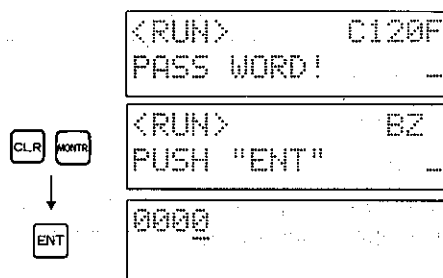 <RUN> C120F
PASS WORD!
CLR MONTR
<RUN> BZ
PUSH "ENT"
ENT
0000